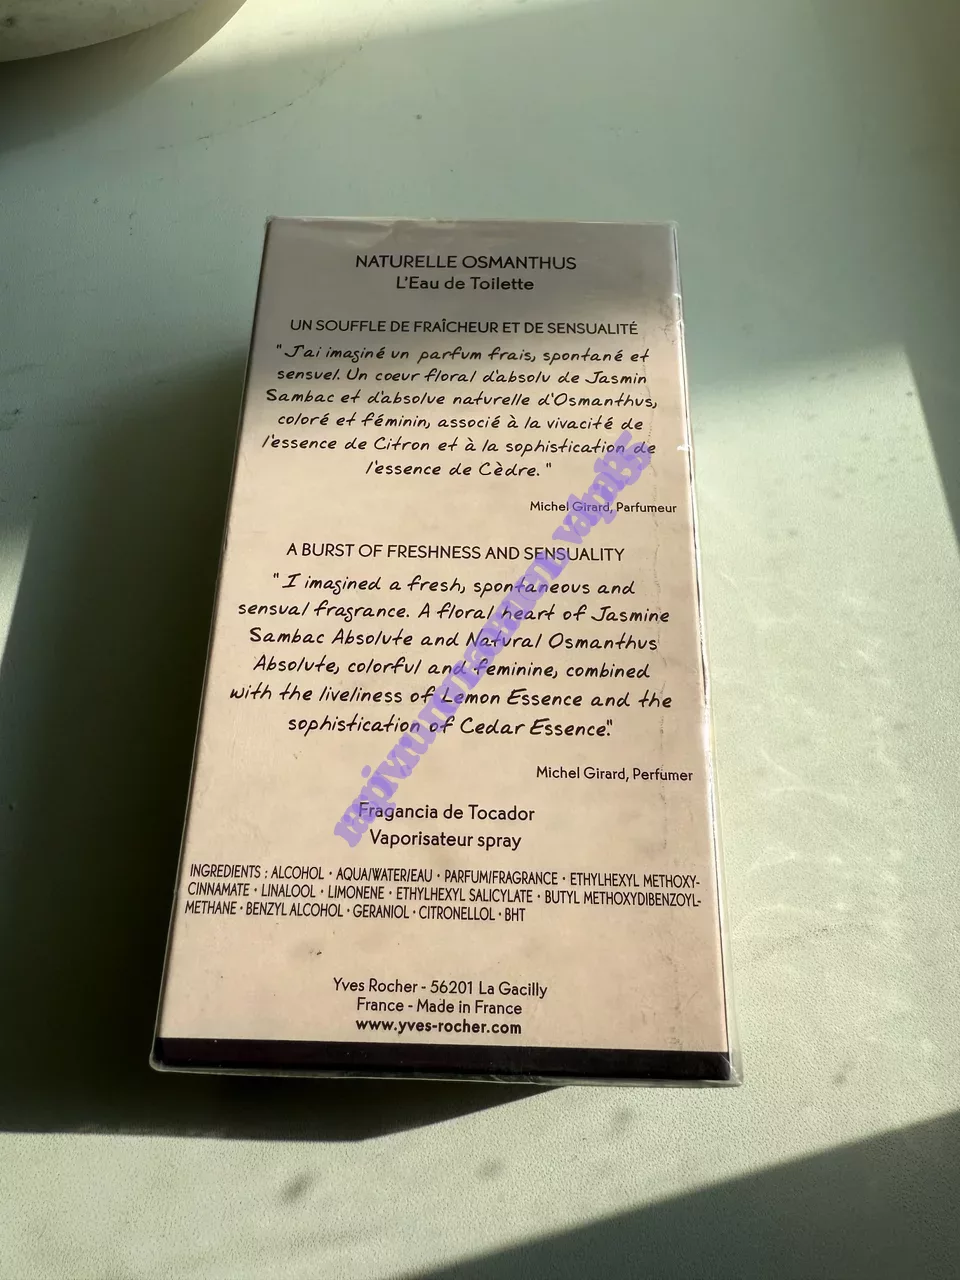 NATURELLE OSMANTHUS
L'Eau de Toilette
UN SOUFFLE DE FRAÎCHEUR ET DE SENSUALITÉ
"J'ai imaginé un parfum frais, spontané et
sensuel. Un coeur floral d'absolu de Jasmin
Sambac et d'absolue naturelle d'Osmanthus,
coloré et féminin, associé à la vivacité de
l'essence de Citron et à la sophistication de
l'essence de Cèdre."
Michel Girard, Parfumeur
A BURST OF FRESHNESS AND SENSUALITY
"I imagined a fresh, spontaneous and
sensual fragrance. A floral heart of Jasmine
Sambac Absolute and Natural Osmanthus
Absolute, colorful and feminine, combined
with the liveliness of Lemon Essence and the
sophistication of Cedar Essence."
Michel Girard, Perfumer
Fragancia de Tocador
Vaporisateur spray
INGREDIENTS : ALCOHOL • AQUA/WATER/EAU • PARFUM/FRAGRANCE • ETHYLHEXYL METHOXY-
CINNAMATE • LINALOOL • LIMONENE • ETHYLHEXYL SALICYLATE • BUTYL METHOXYDIBENZOYL-
METHANE • BENZYL ALCOHOL • GERANIOL • CITRONELLOL • BHT
Yves Rocher - 56201 La Gacilly
France - Made in France
www.yves-rocher.com